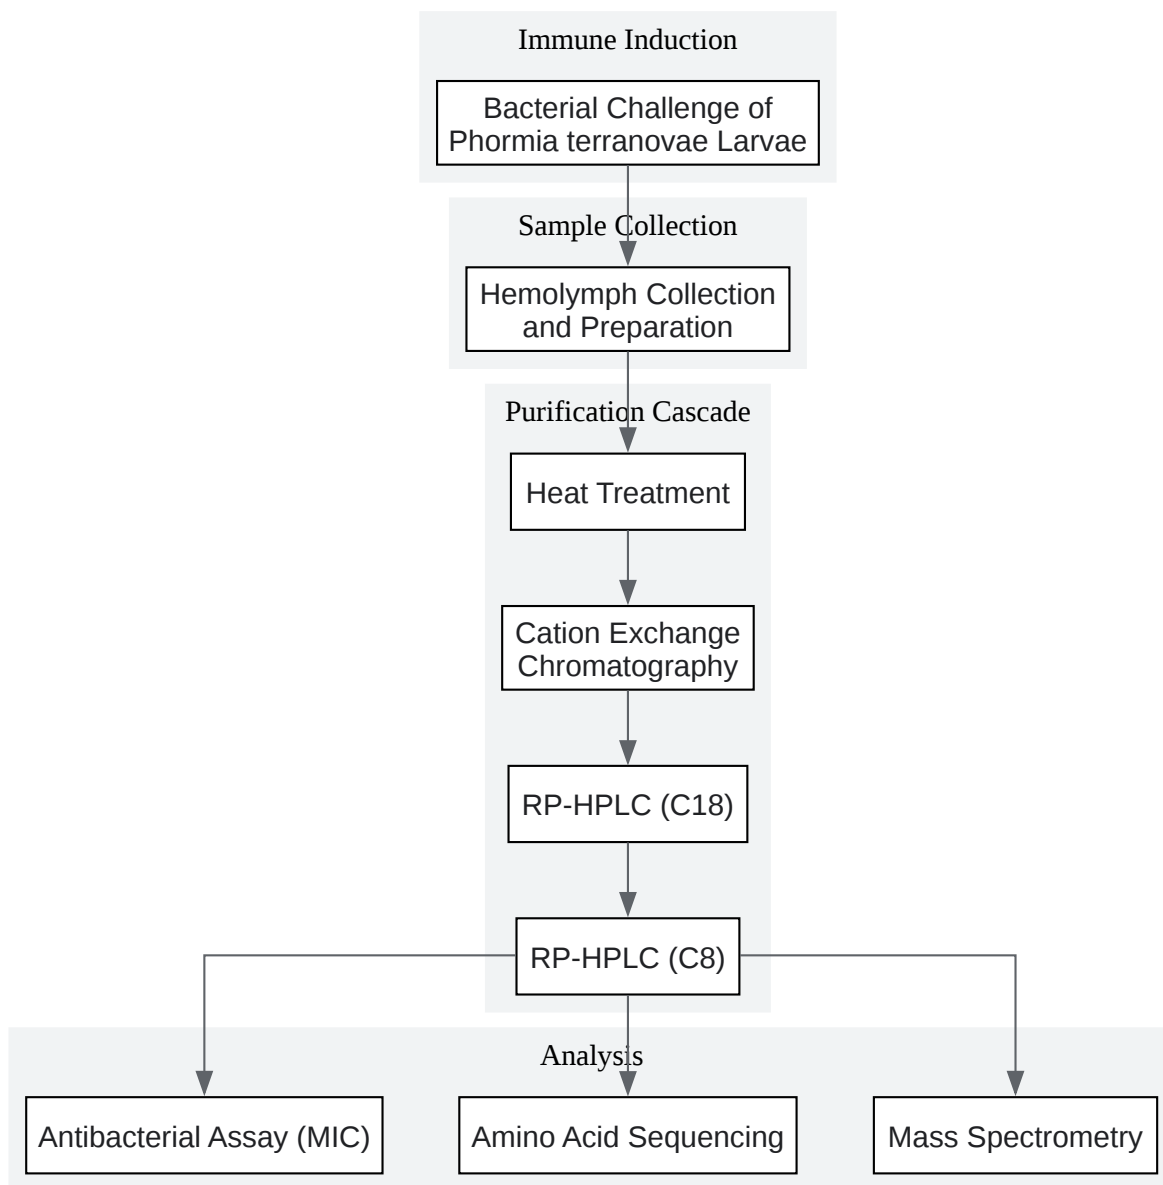 Immune Induction
Bacterial Challenge of
Phormia terranovae Larvae
Sample Collection
Hemolymph Collection
and Preparation
Purification Cascade
Heat Treatment
Cation Exchange
Chromatography
RP-HPLC (C18)
RP-HPLC (C8)
Analysis
Antibacterial Assay (MIC)
Amino Acid Sequencing
Mass Spectrometry